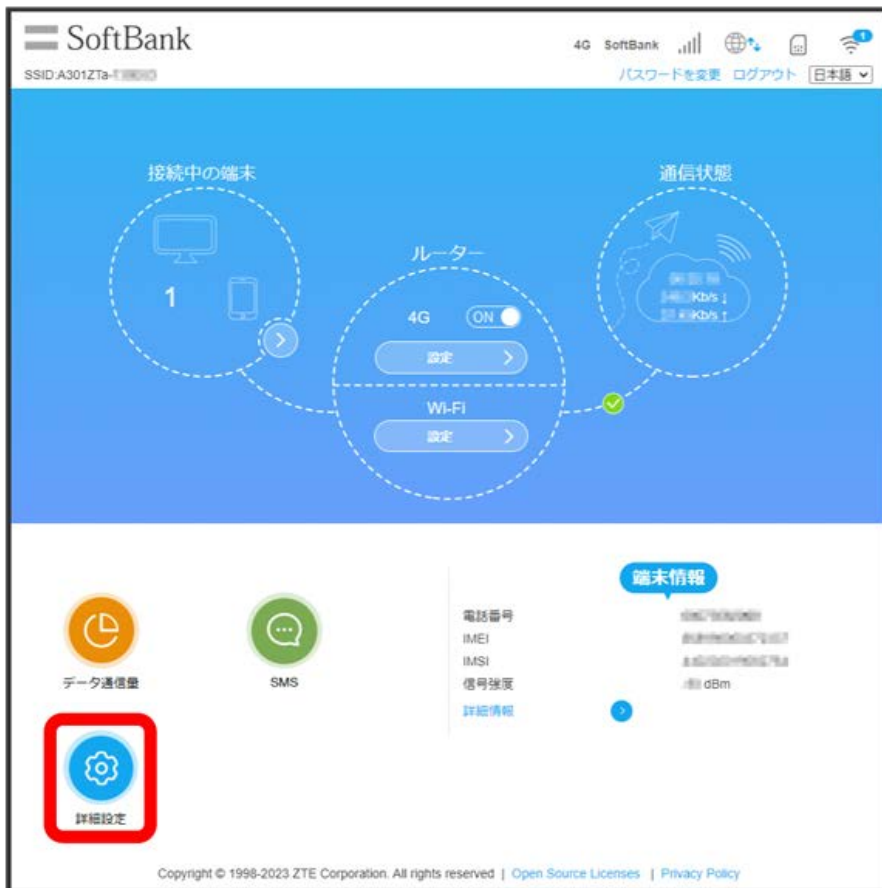 SoftBank
4G SoftBank
1
SSID:A301ZTa-
パスワードを変更 ログアウト 日本語
接続中の端末
通信状態
ルーター
1
4G ON
Kb/s ↓
Kb/s ↑
設定
Wi-Fi
設定
端末情報
電話番号
IMEI
IMSI
信号強度 dBm
詳細情報
データ通信量
SMS
詳細設定
Copyright © 1998-2023 ZTE Corporation. All rights reserved | Open Source Licenses | Privacy Policy